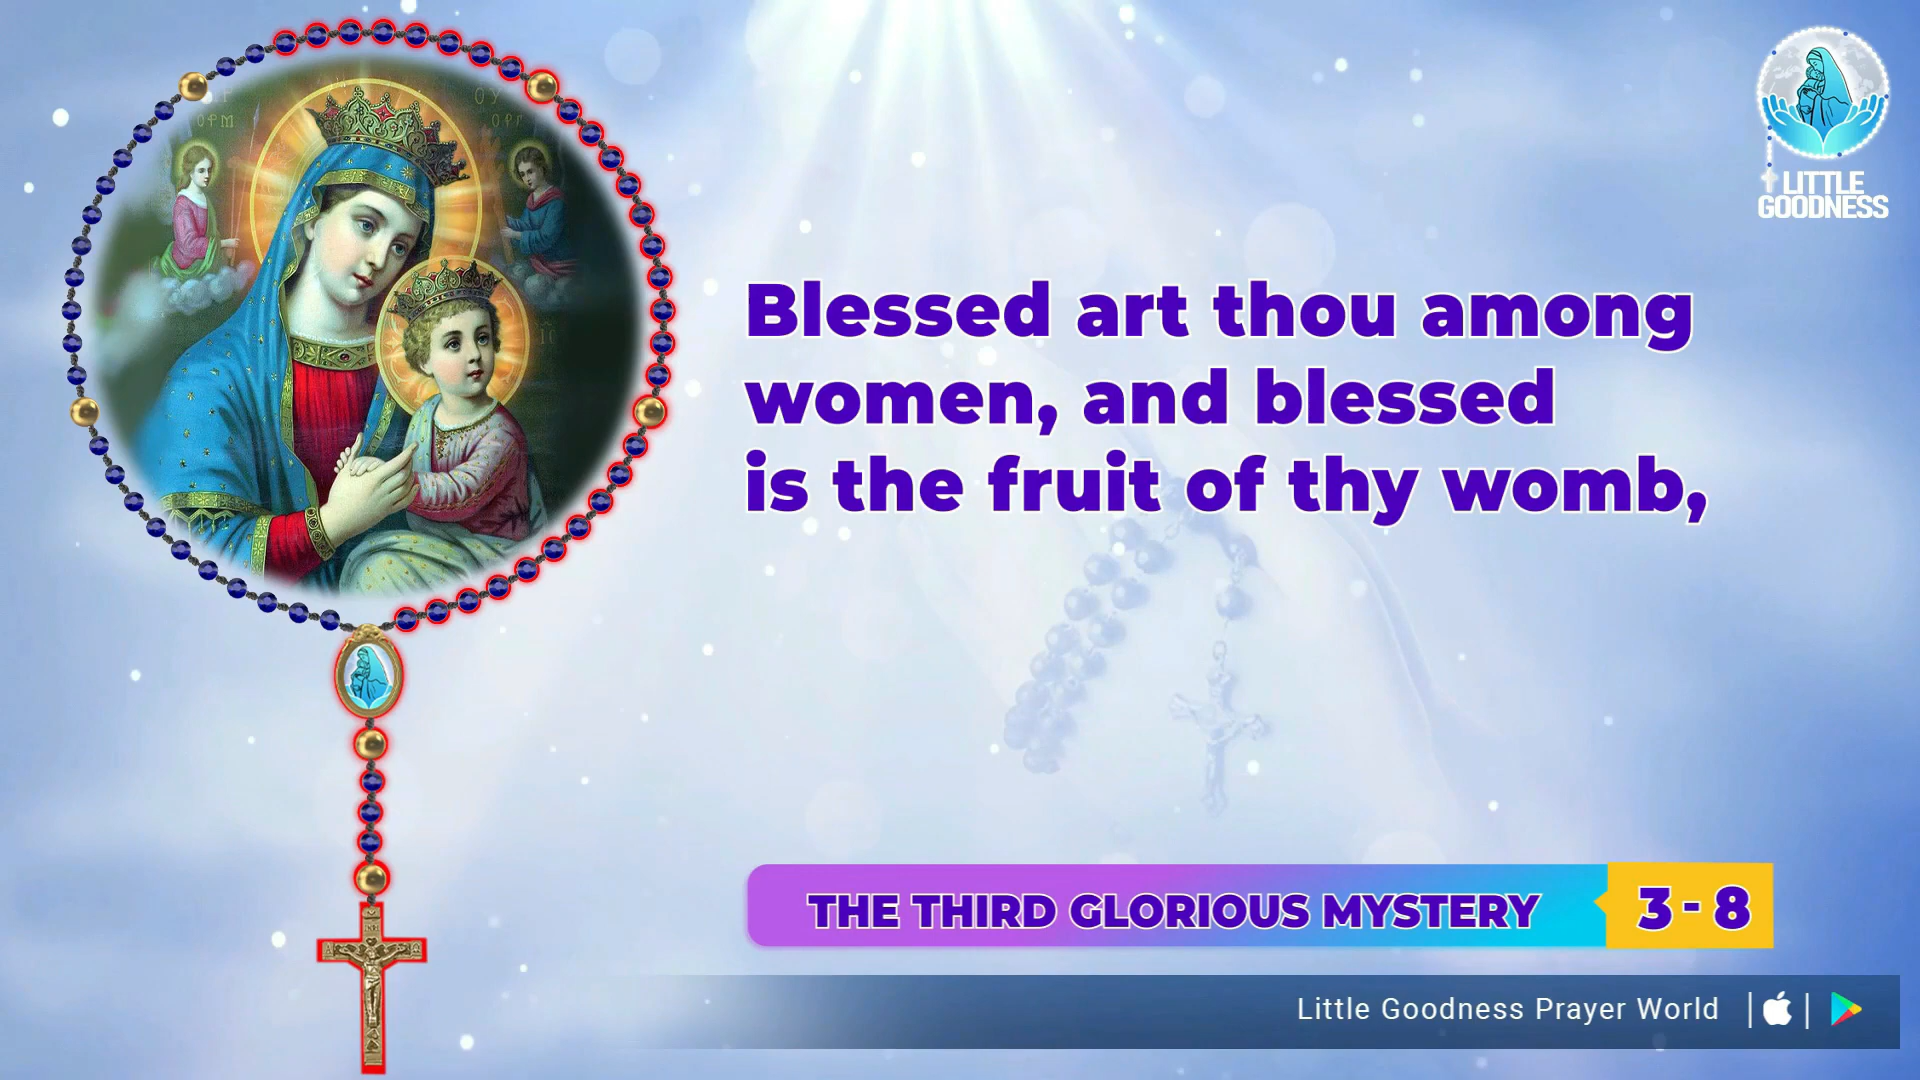 LITTLE
GOODNESS
Blessed art thou among
women, and blessed
is the fruit of thy womb,
THE THIRD GLORIOUS MYSTERY
3 - 8
Little Goodness Prayer World
INRI